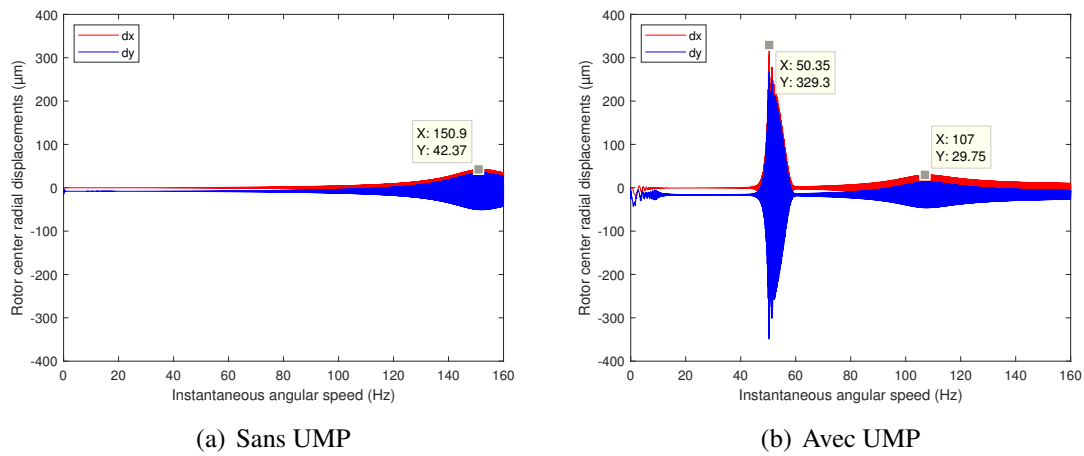 400
300
200
100
0
-100
-200
-300
-400
Rotor center radial displacements (µm)
dx
dy
X: 150.9
Y: 42.37
0 20 40 60 80 100 120 140 160
Instantaneous angular speed (Hz)
(a) Sans UMP
400
300
200
100
0
-100
-200
-300
-400
Rotor center radial displacements (µm)
dx
dy
X: 50.35
Y: 329.3
X: 107
Y: 29.75
0 20 40 60 80 100 120 140 160
Instantaneous angular speed (Hz)
(b) Avec UMP